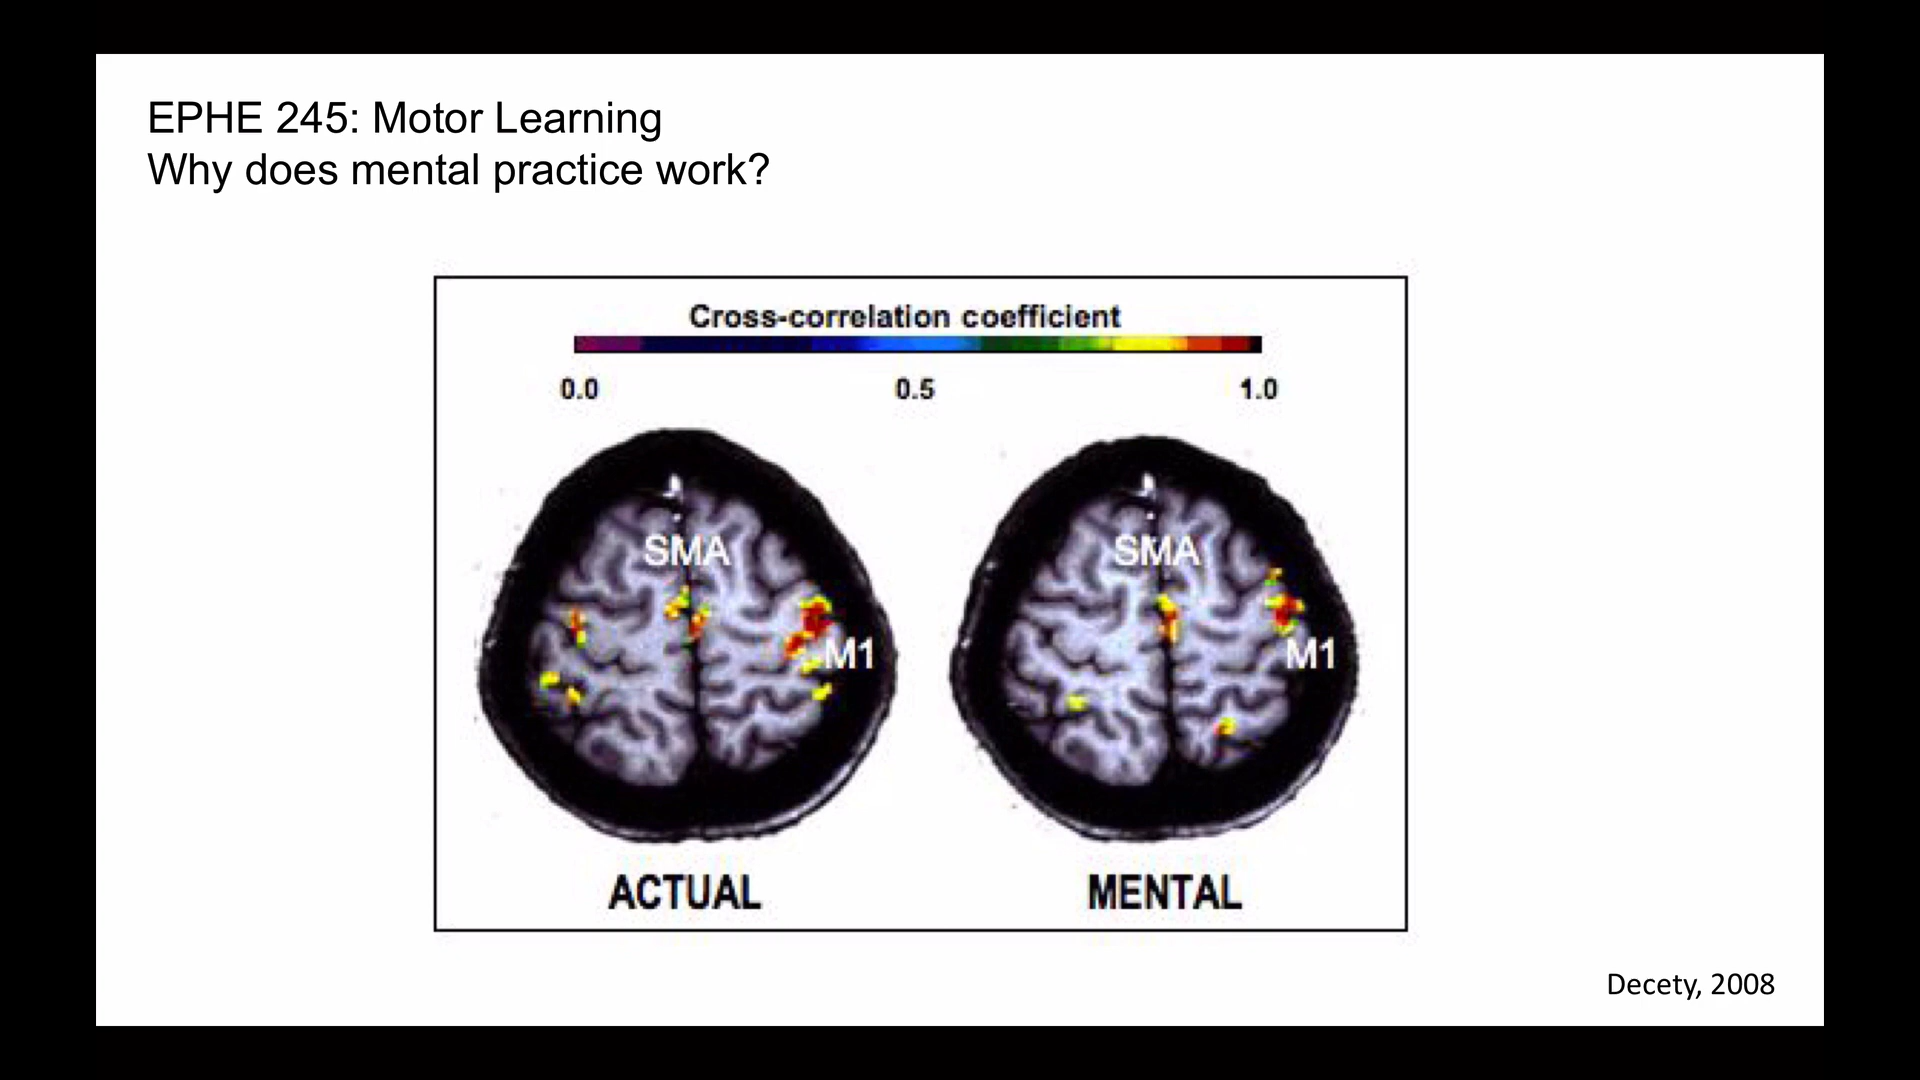 EPHE 245: Motor Learning
Why does mental practice work?
Cross-correlation coefficient
0.0 0.5 1.0
SMA SMA
M1 M1
ACTUAL MENTAL
Decety, 2008